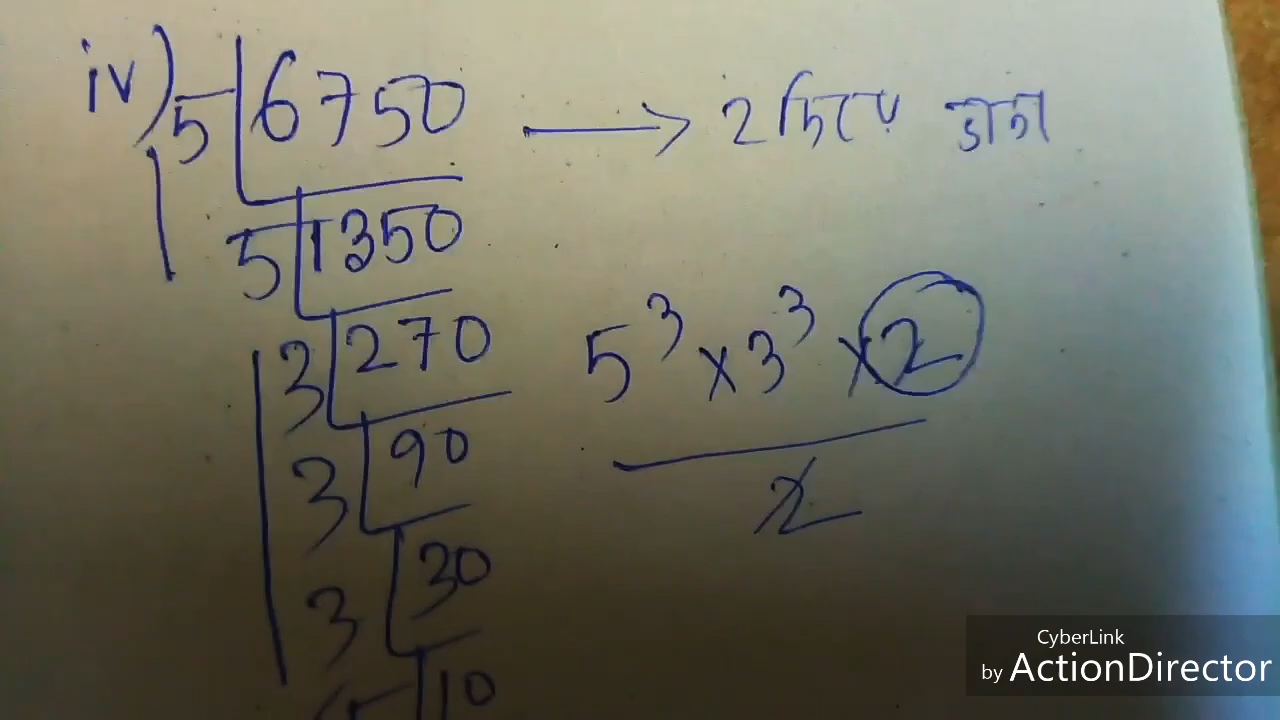 iv) 5 | 6750 → 2 দিয়ে
5 | 1350
3 | 270
5³ × 3³ × 2
3 | 90
2
3 | 30
5 | 10
CyberLink
by ActionDirector